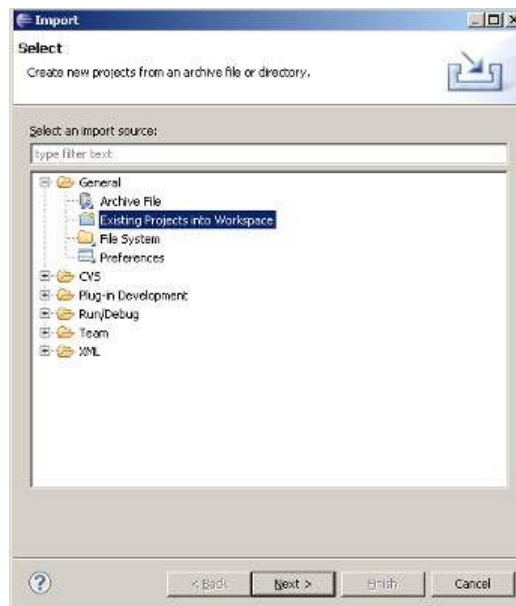 Import
Select
Create new projects from an archive file or directory.
Select an import source:
type filter text
General
Archive File
Existing Projects into Workspace
File System
Preferences
CVS
Plug-in Development
Run/Debug
Team
XML
? < Back Next > Finish Cancel